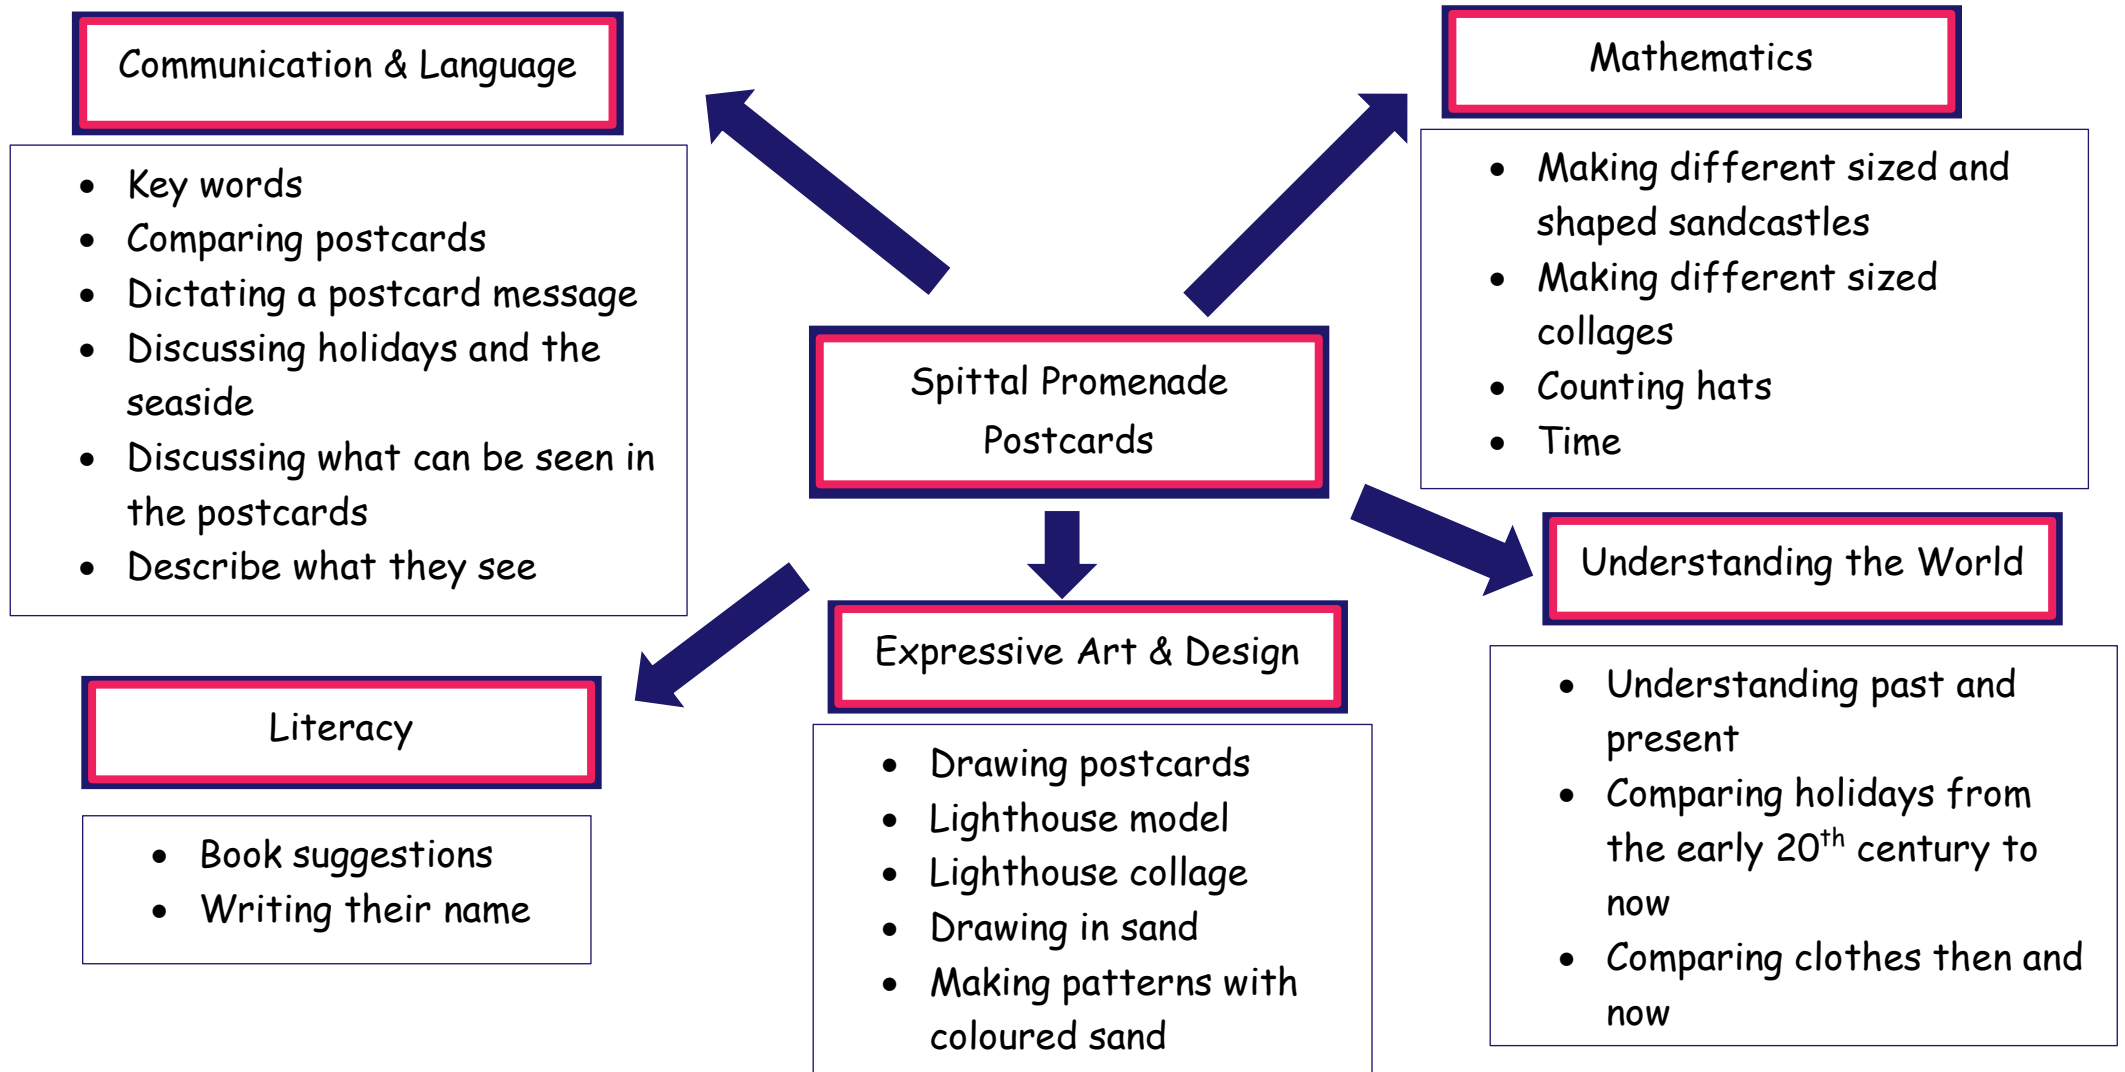 Communication & Language
• Key words
• Comparing postcards
• Dictating a postcard message
• Discussing holidays and the
seaside
• Discussing what can be seen in
the postcards
• Describe what they see
Mathematics
• Making different sized and
shaped sandcastles
• Making different sized
collages
• Counting hats
• Time
Spittal Promenade
Postcards
Understanding the World
• Understanding past and
present
• Comparing holidays from
the early 20th century to
now
• Comparing clothes then and
now
Expressive Art & Design
• Drawing postcards
• Lighthouse model
• Lighthouse collage
• Drawing in sand
• Making patterns with
coloured sand
Literacy
• Book suggestions
• Writing their name